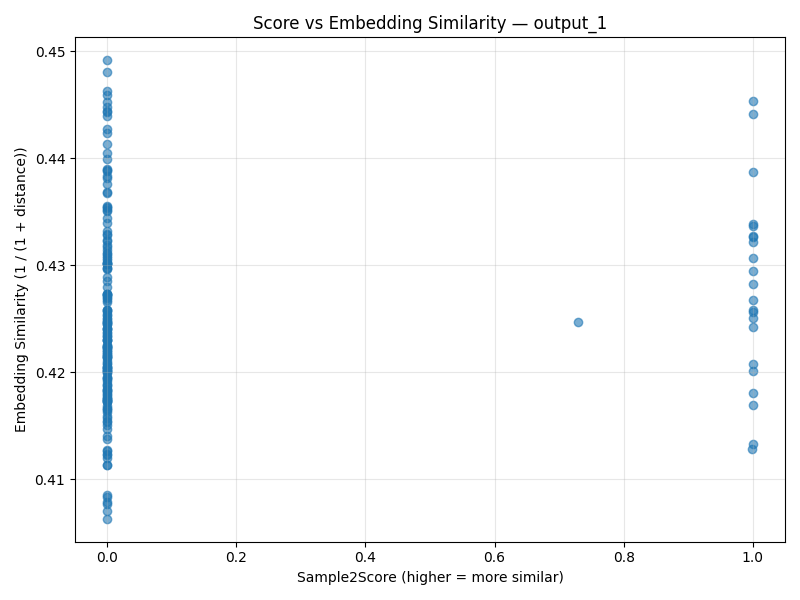 Score vs Embedding Similarity — output_1
Embedding Similarity (1 / (1 + distance))
0.45
0.44
0.43
0.42
0.41
0.0 0.2 0.4 0.6 0.8 1.0
Sample2Score (higher = more similar)